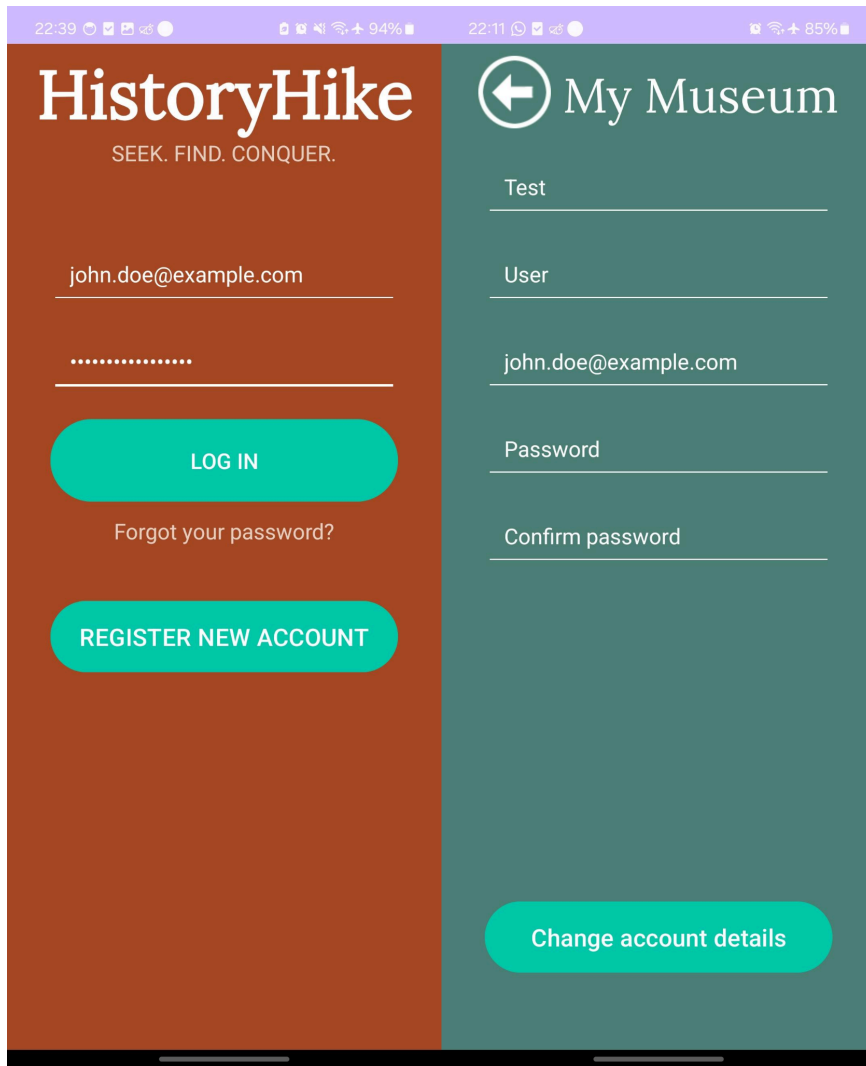 22:39
94%
HistoryHike
SEEK. FIND. CONQUER.
john.doe@example.com
•••••••••••••••••
LOG IN
Forgot your password?
REGISTER NEW ACCOUNT
22:11
85%
My Museum
Test
User
john.doe@example.com
Password
Confirm password
Change account details